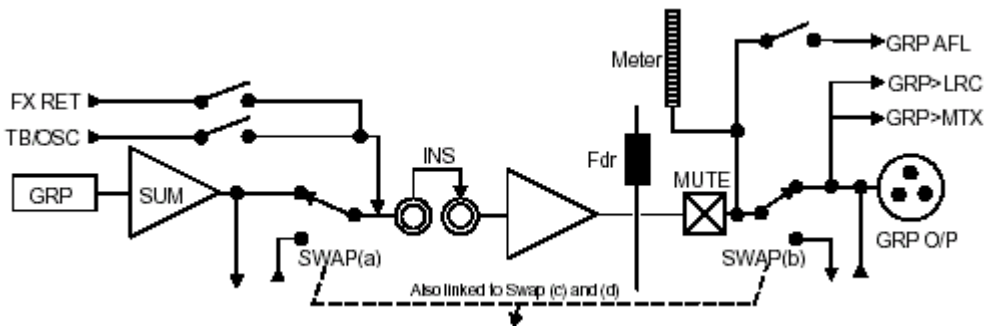 GRP AFL
Meter
GRP>LRC
FX RET
GRP>MTX
TB/OSC
INS
Fdr
GRP
SUM
MUTE
GRP O/P
SWAP(a)
SWAP(b)
Also linked to Swap (c) and (d)